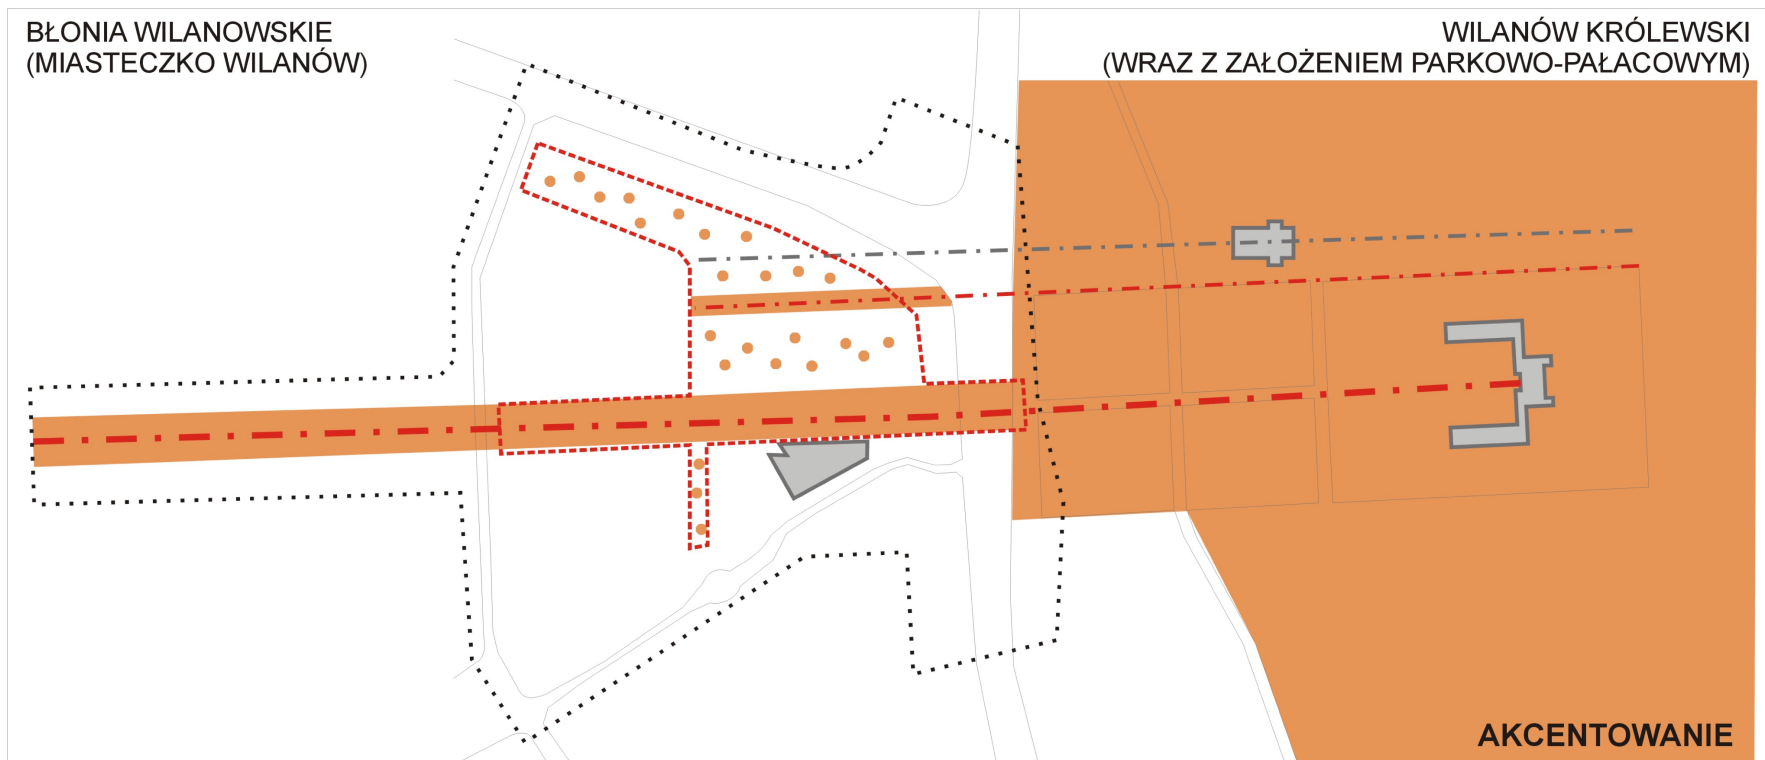 BŁONIA WILANOWSKIE
(MIASTECZKO WILANÓW)
WILANÓW KRÓLEWSKI
(WRAZ Z ZAŁOŻENIEM PARKOWO-PAŁACOWYM)
AKCENTOWANIE